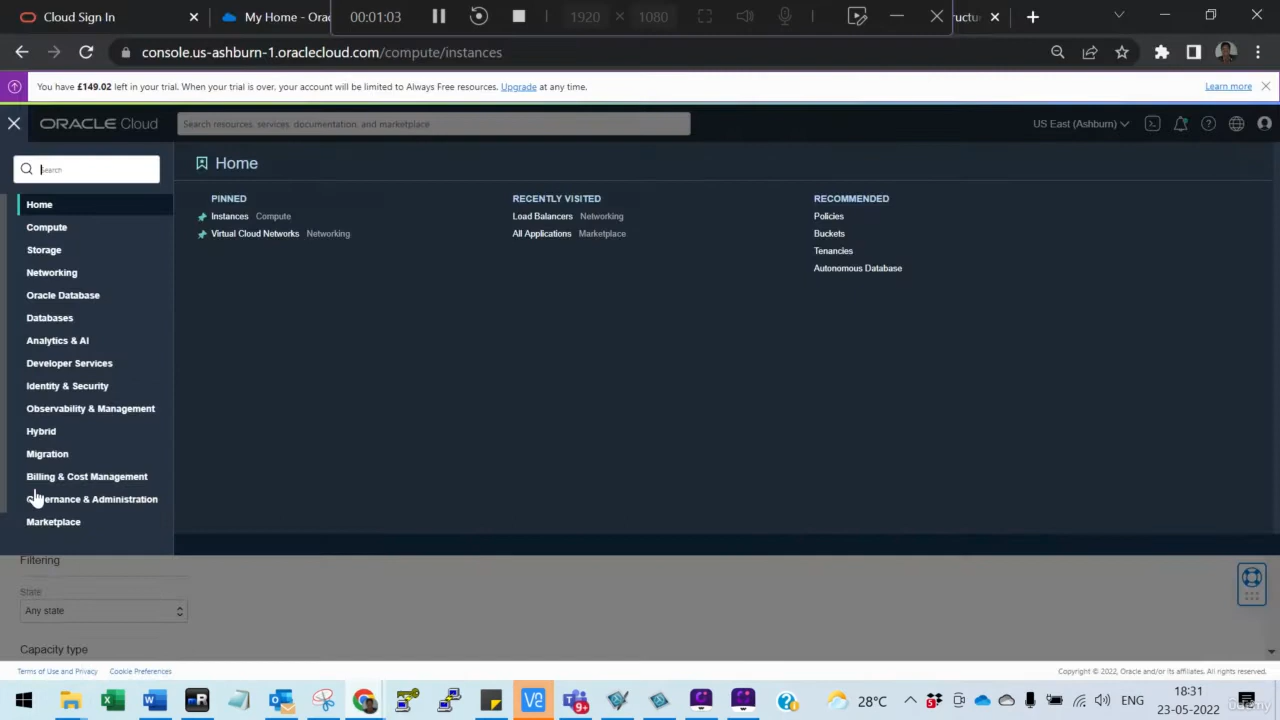 Cloud Sign In
My Home - Orac
00:01:03
1920 × 1080
ructur
console.us-ashburn-1.oraclecloud.com/compute/instances
You have £149.02 left in your trial. When your trial is over, your account will be limited to Always Free resources. Upgrade at any time.
Learn more
ORACLE Cloud
Search resources, services, documentation, and marketplace
US East (Ashburn)
Search
Home
PINNED
RECENTLY VISITED
RECOMMENDED
Instances Compute
Load Balancers Networking
Policies
Virtual Cloud Networks Networking
All Applications Marketplace
Buckets
Tenancies
Autonomous Database
Home
Compute
Storage
Networking
Oracle Database
Databases
Analytics & AI
Developer Services
Identity & Security
Observability & Management
Hybrid
Migration
Billing & Cost Management
Governance & Administration
Marketplace
Filtering
State
Any state
Capacity type
Terms of Use and Privacy
Cookie Preferences
Copyright © 2022, Oracle and/or its affiliates. All rights reserved.
28°C
ENG
18:31
23-05-2022
udemy